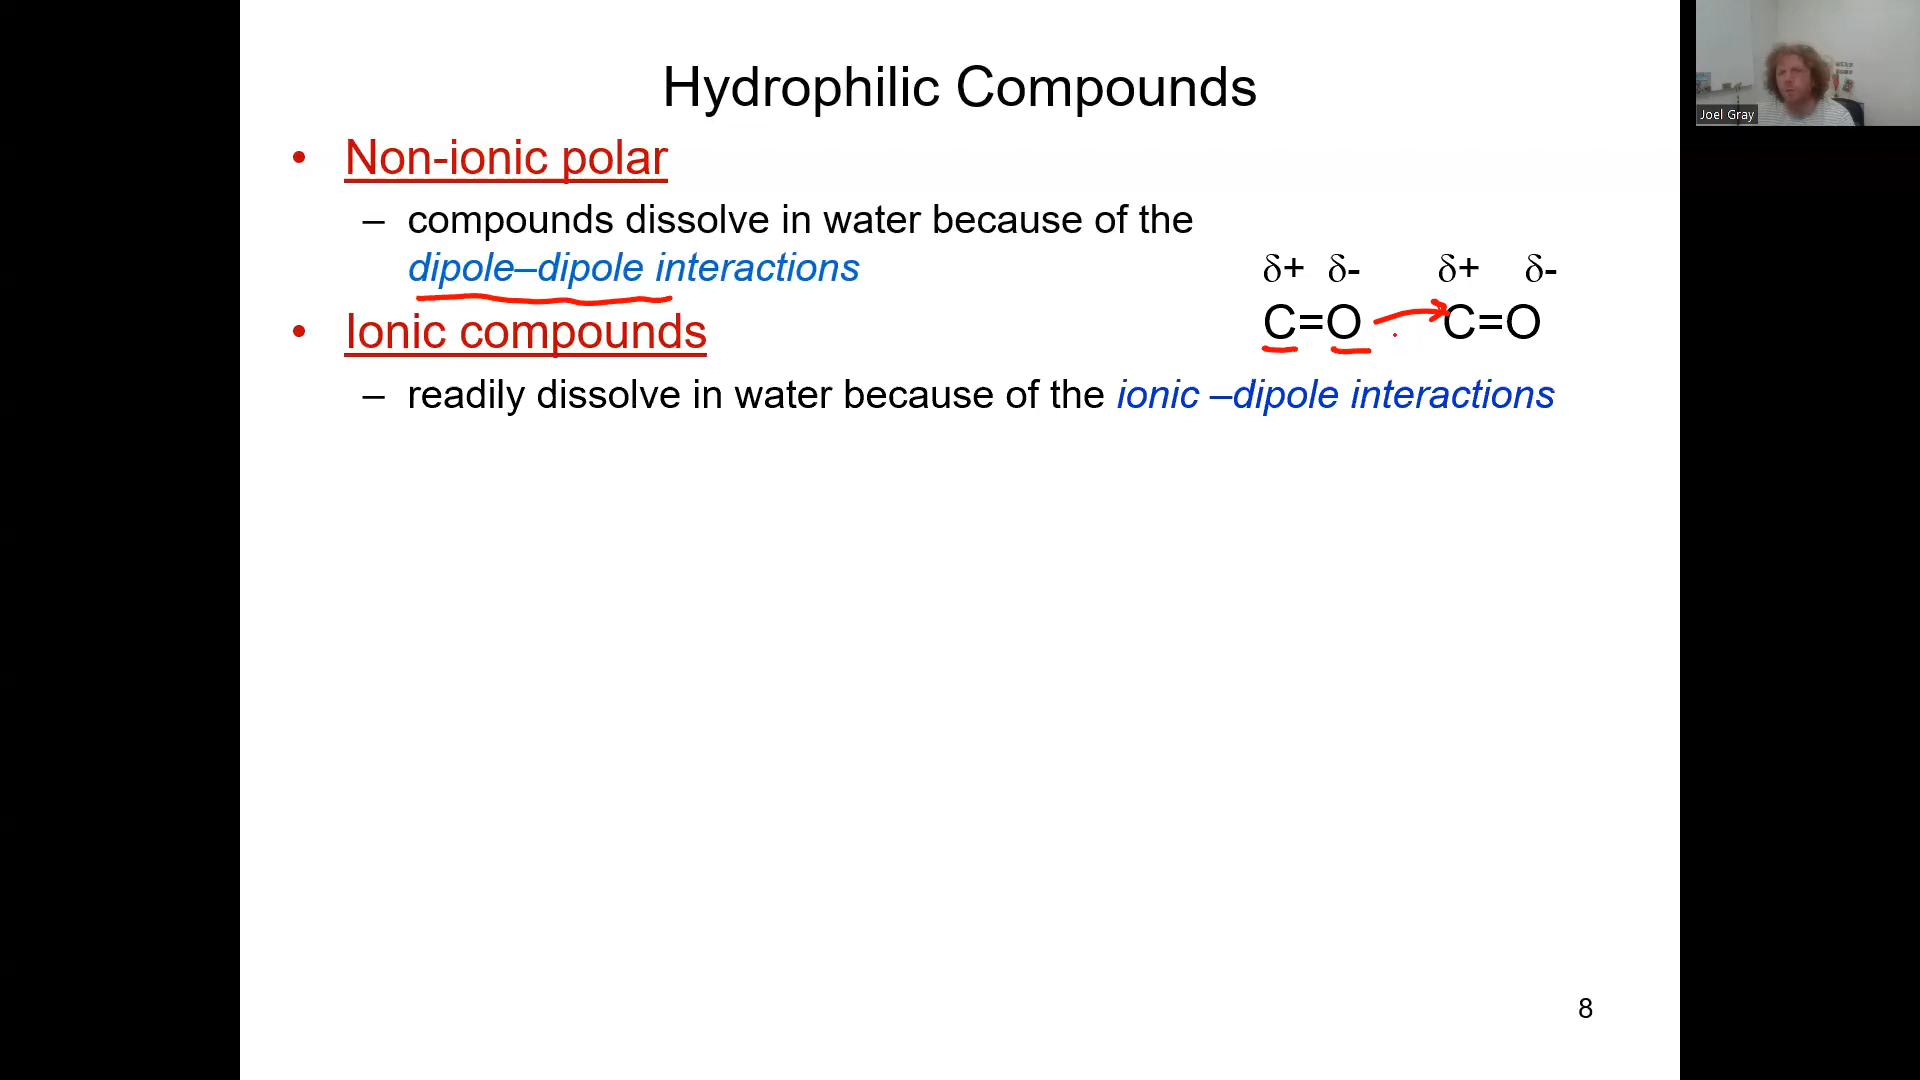 Hydrophilic Compounds
• Non-ionic polar
– compounds dissolve in water because of the
dipole–dipole interactions
δ+ δ- δ+ δ-
C=O C=O
• Ionic compounds
– readily dissolve in water because of the ionic –dipole interactions
8
Joel Gray